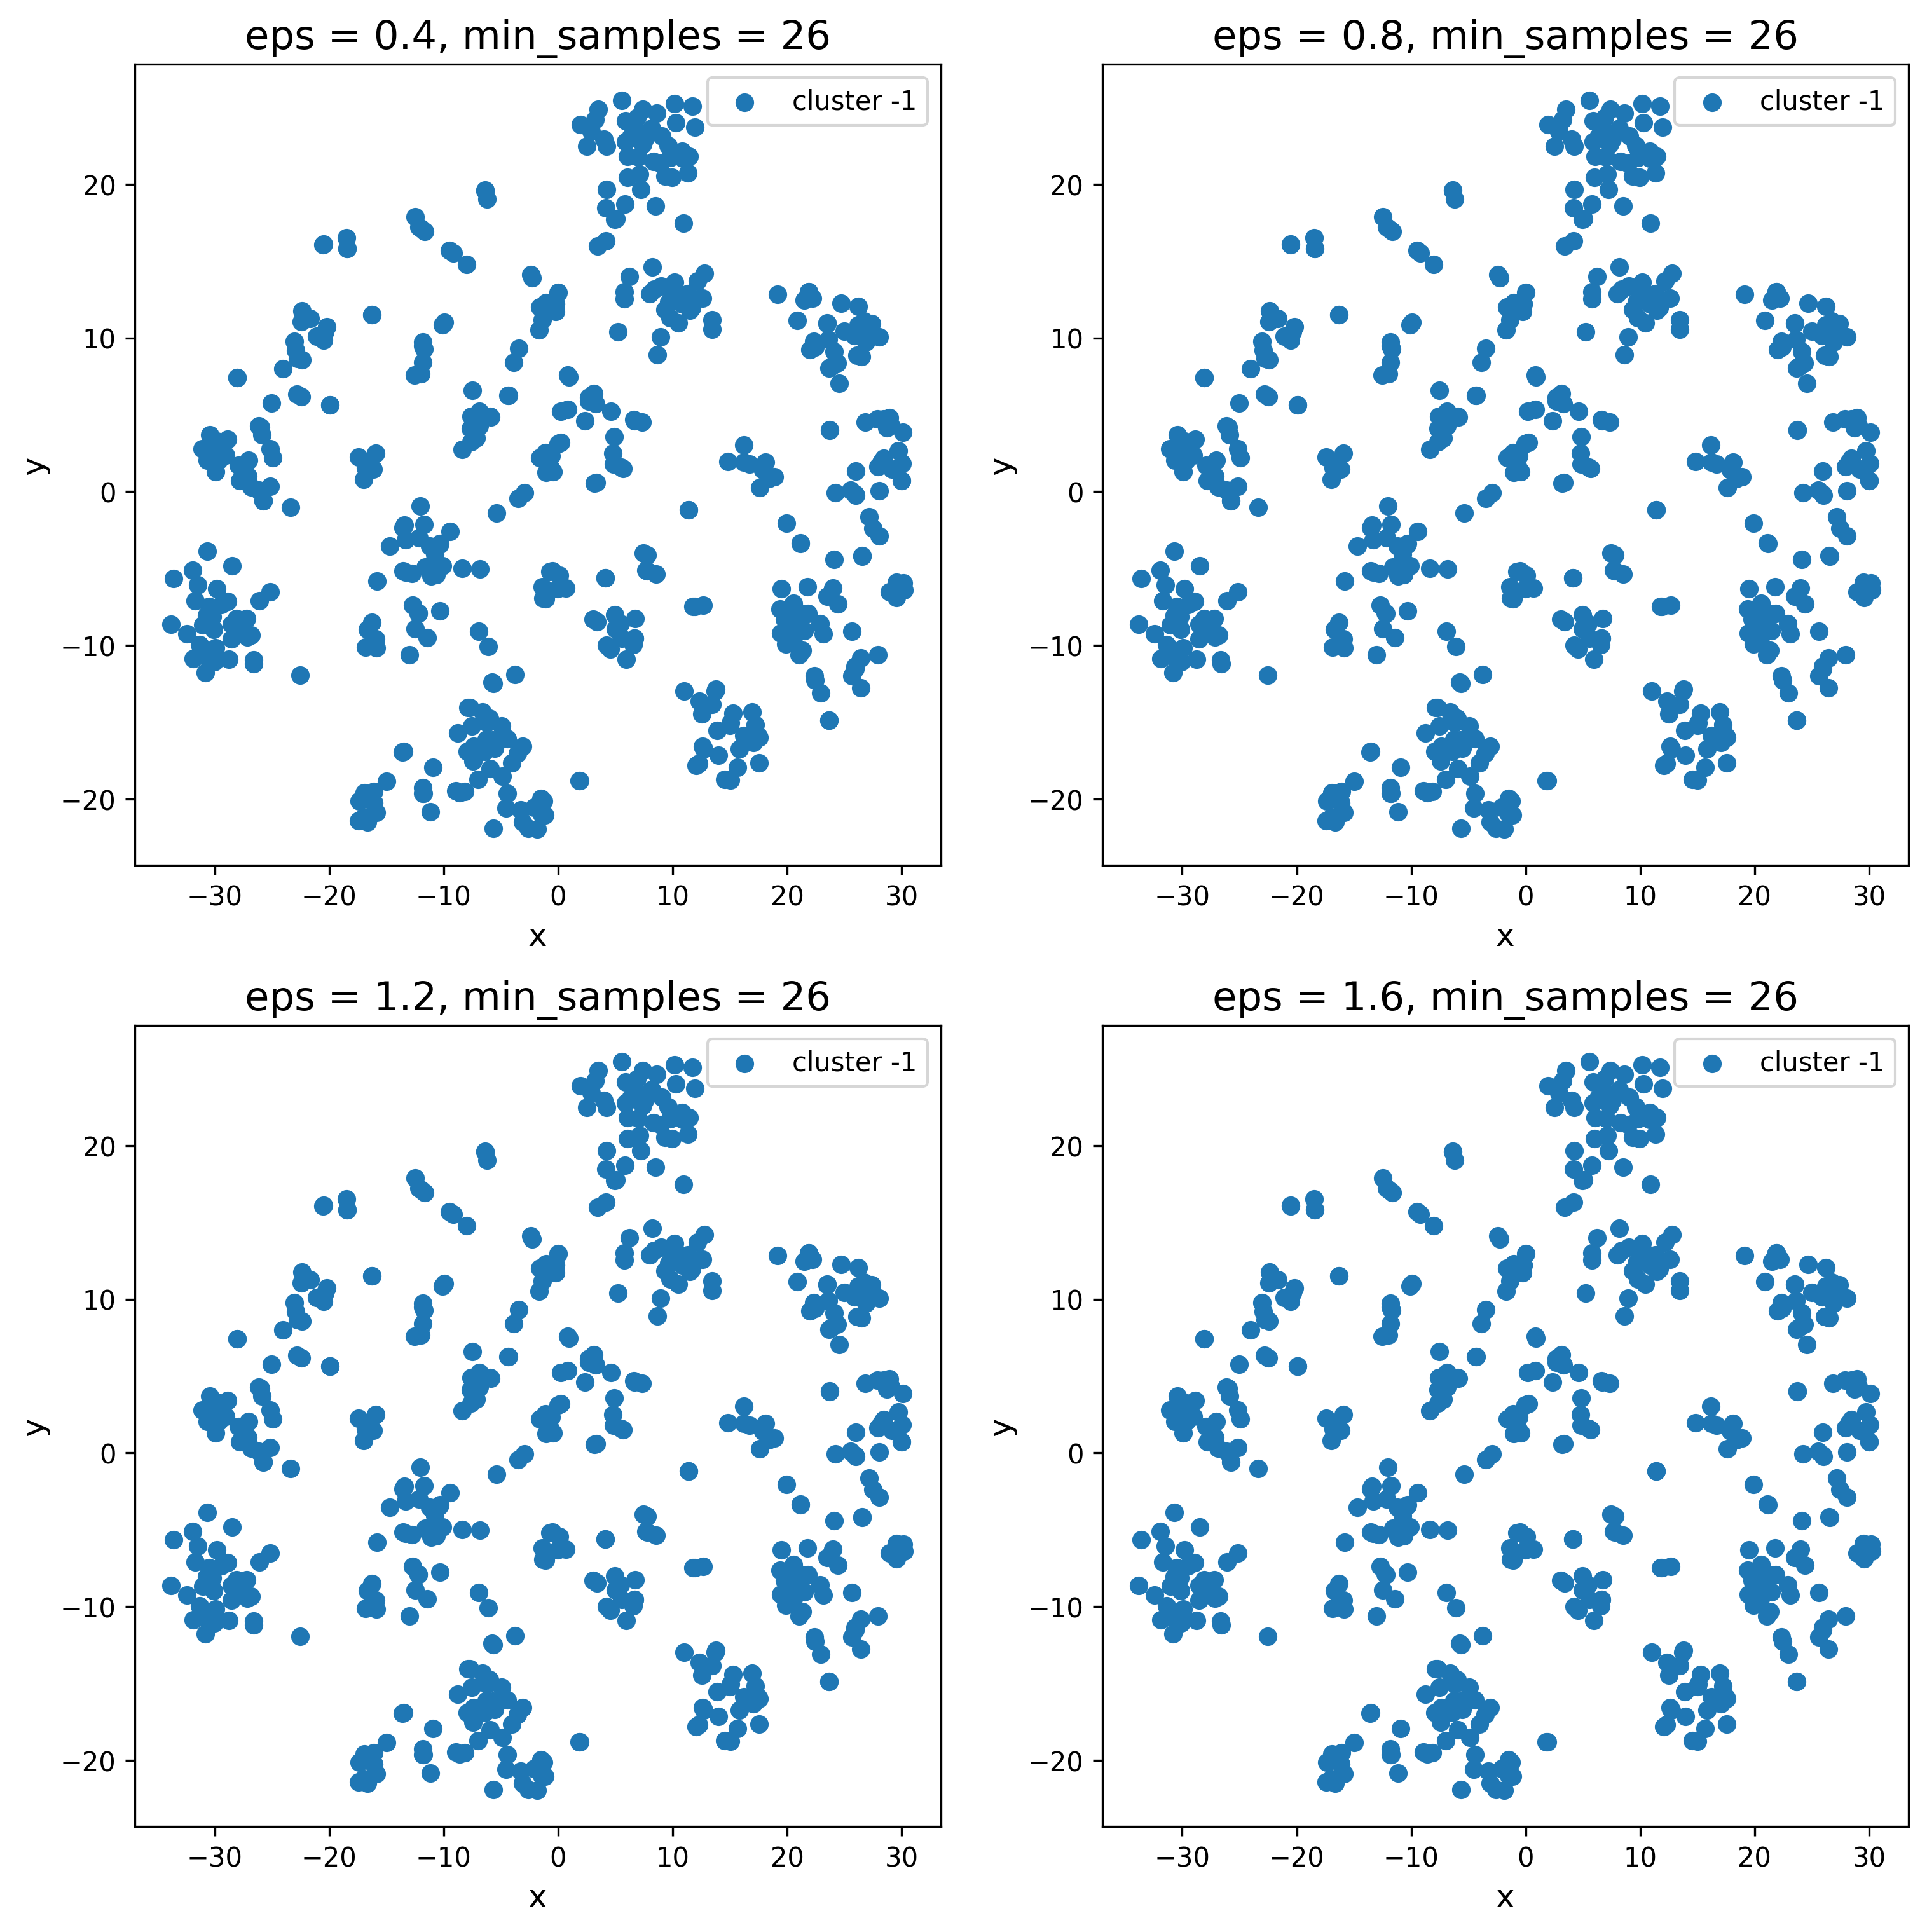 eps = 0.4, min_samples = 26
cluster -1
20
10
0
−10
−20
y
−30 −20 −10 0 10 20 30
x
eps = 0.8, min_samples = 26
cluster -1
20
10
0
−10
−20
y
−30 −20 −10 0 10 20 30
x
eps = 1.2, min_samples = 26
cluster -1
20
10
0
−10
−20
y
−30 −20 −10 0 10 20 30
x
eps = 1.6, min_samples = 26
cluster -1
20
10
0
−10
−20
y
−30 −20 −10 0 10 20 30
x